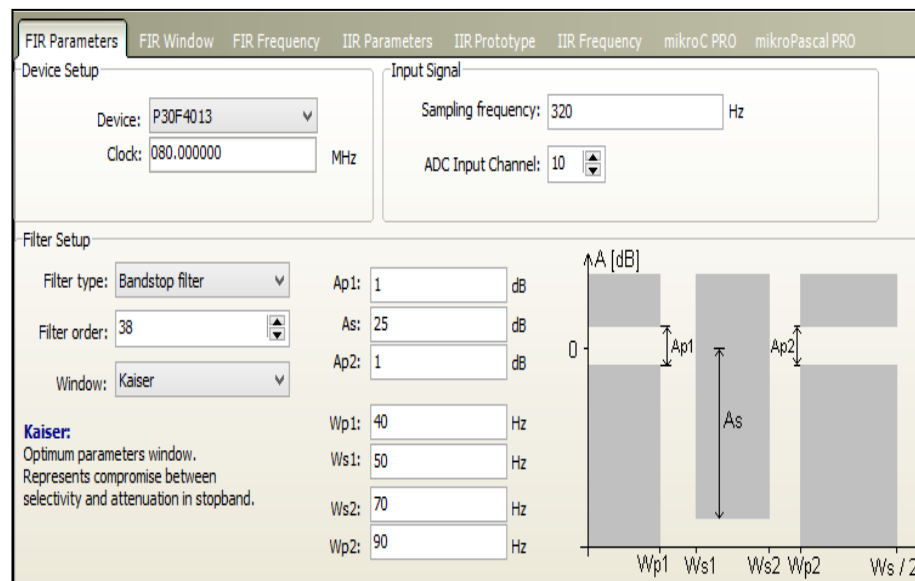 FIR Parameters FIR Window FIR Frequency IIR Parameters IIR Prototype IIR Frequency mikroC PRO mikroPascal PRO
Device Setup
Device: P30F4013
Clock: 080.000000 MHz
Input Signal
Sampling frequency: 320 Hz
ADC Input Channel: 10
Filter Setup
Filter type: Bandstop filter
Filter order: 38
Window: Kaiser
Kaiser:
Optimum parameters window.
Represents compromise between
selectivity and attenuation in stopband.
Ap1: 1 dB
As: 25 dB
Ap2: 1 dB
Wp1: 40 Hz
Ws1: 50 Hz
Ws2: 70 Hz
Wp2: 90 Hz
A [dB]
0
Ap1
Ap2
As
Wp1 Ws1 Ws2 Wp2 Ws / 2